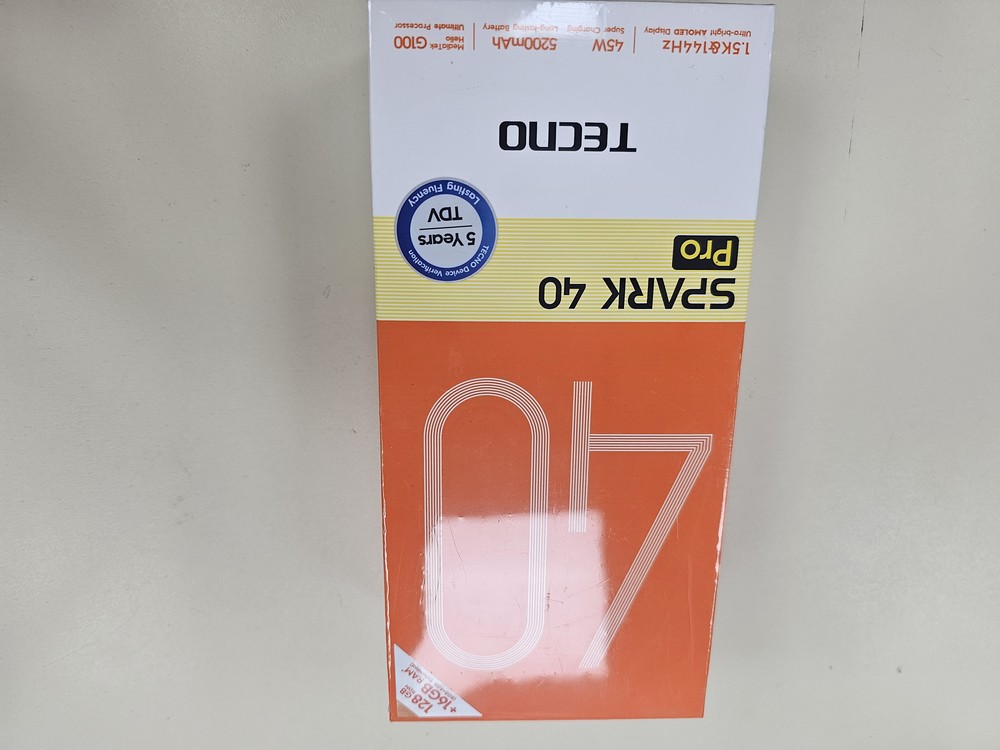 40
128GB ROM
+16GB RAM*
SPARK 40
Pro
TECNO Device Verification
5 Years
TDV
Lasting Fluency
TECNO
1.5K&144Hz
Ultra-bright AMOLED Display
45W
Super Charging
5200mAh
Long-lasting Battery
MediaTek
Helio G100
Ultimate Processor